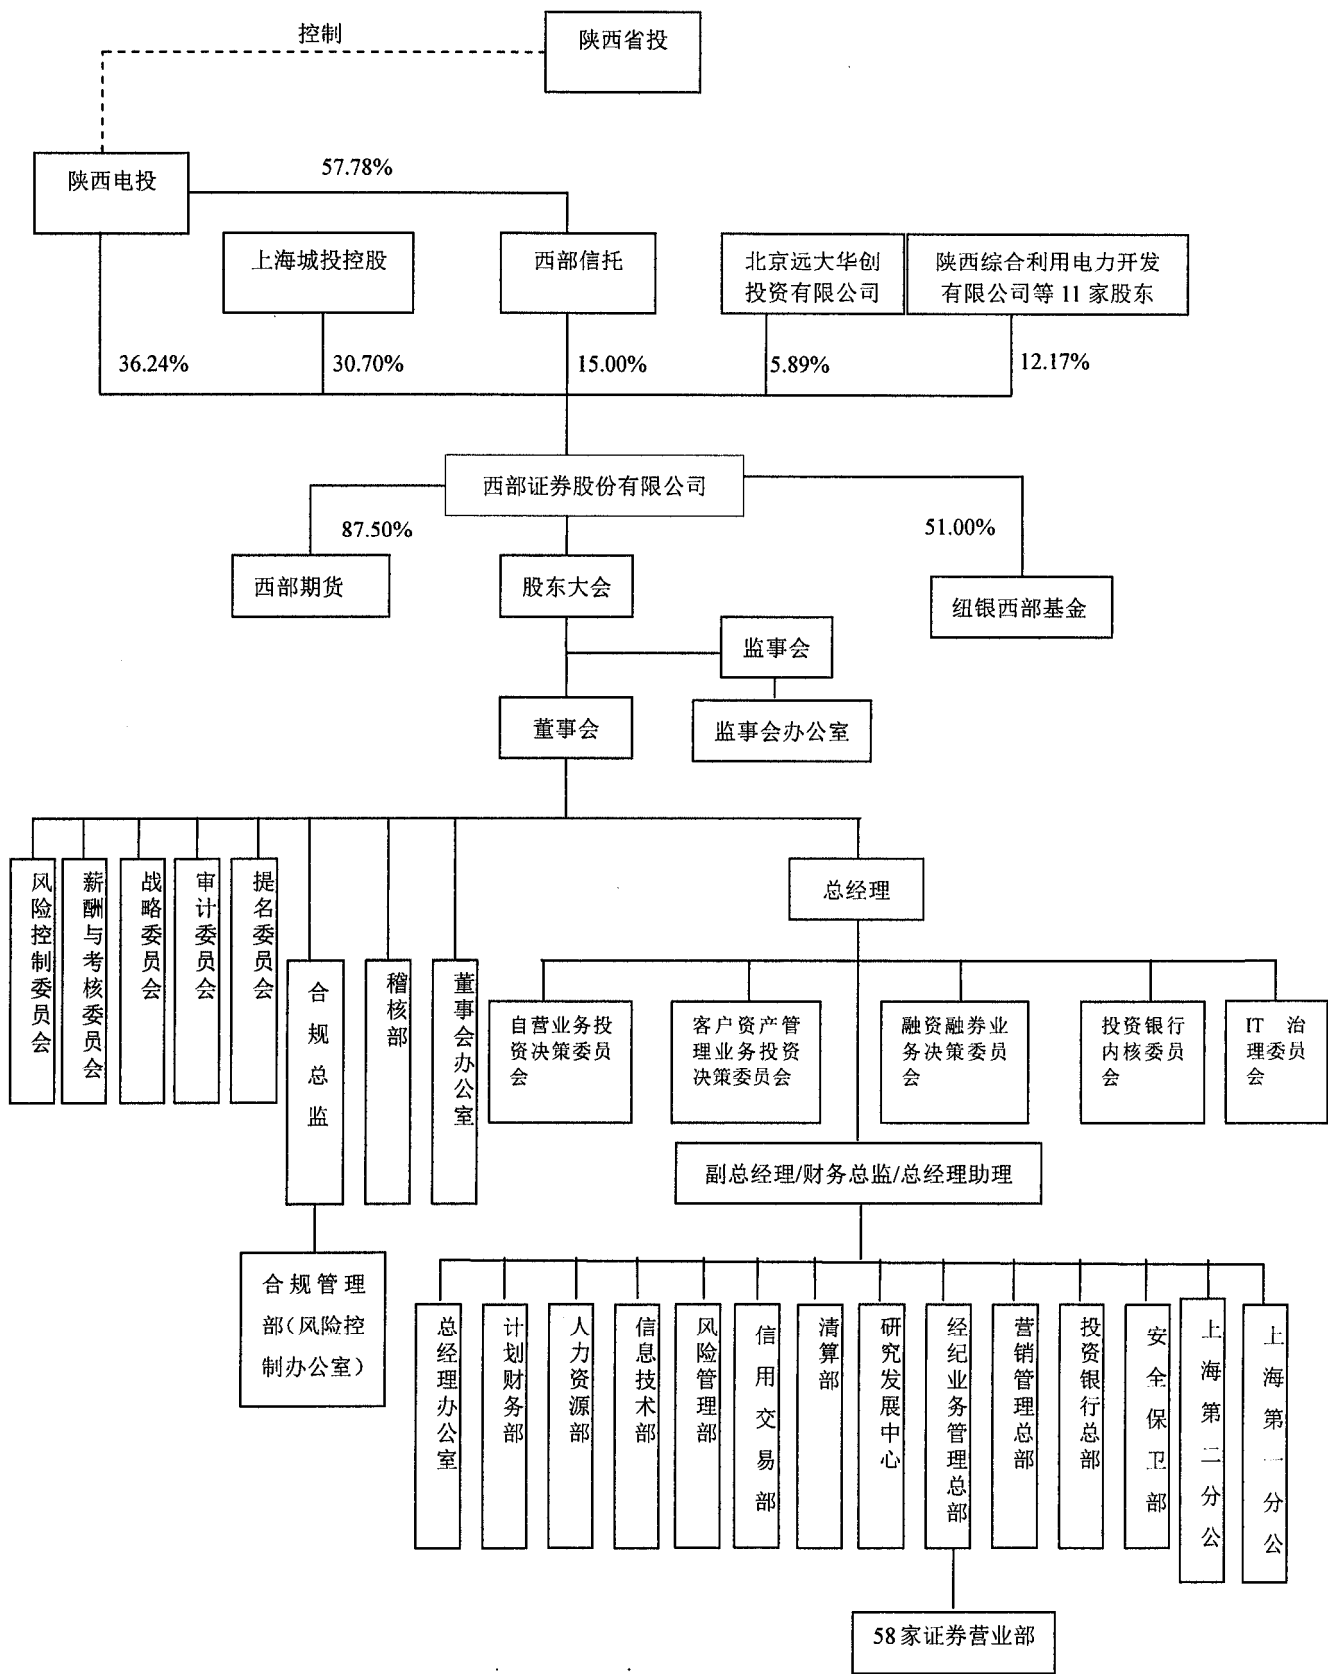 控制
陕西省投
陕西电投
57.78%
上海城投控股
西部信托
北京远大华创
投资有限公司
陕西综合利用电力开发
有限公司等 11 家股东
36.24%
30.70%
15.00%
5.89%
12.17%
西部证券股份有限公司
87.50%
51.00%
西部期货
股东大会
纽银西部基金
监事会
董事会
监事会办公室
风险控制委员会
薪酬与考核委员会
战略委员会
审计委员会
提名委员会
合规总监
稽核部
董事会办公室
总经理
自营业务投
资决策委员
会
客户资产管
理业务投资
决策委员会
融资融券业
务决策委员
会
投资银行
内核委员
会
IT 治
理委员
会
副总经理/财务总监/总经理助理
合规管理
部（风险控
制办公室）
总经理办公室
计划财务部
人力资源部
信息技术部
风险管理部
信用交易部
清算部
研究发展中心
经纪业务管理总部
营销管理总部
投资银行总部
安全保卫部
上海第二分公
上海第一分公
58 家证券营业部